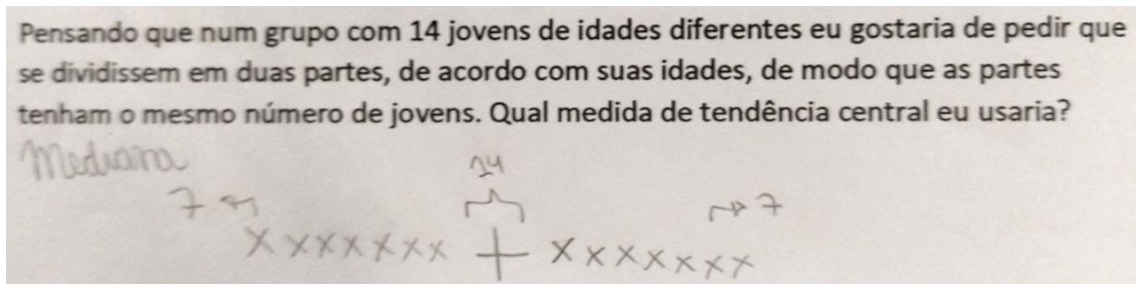 Pensando que num grupo com 14 jovens de idades diferentes eu gostaria de pedir que
se dividissem em duas partes, de acordo com suas idades, de modo que as partes
tenham o mesmo número de jovens. Qual medida de tendência central eu usaria?
Mediana
14
7 7
x x x x x x x + x x x x x x x